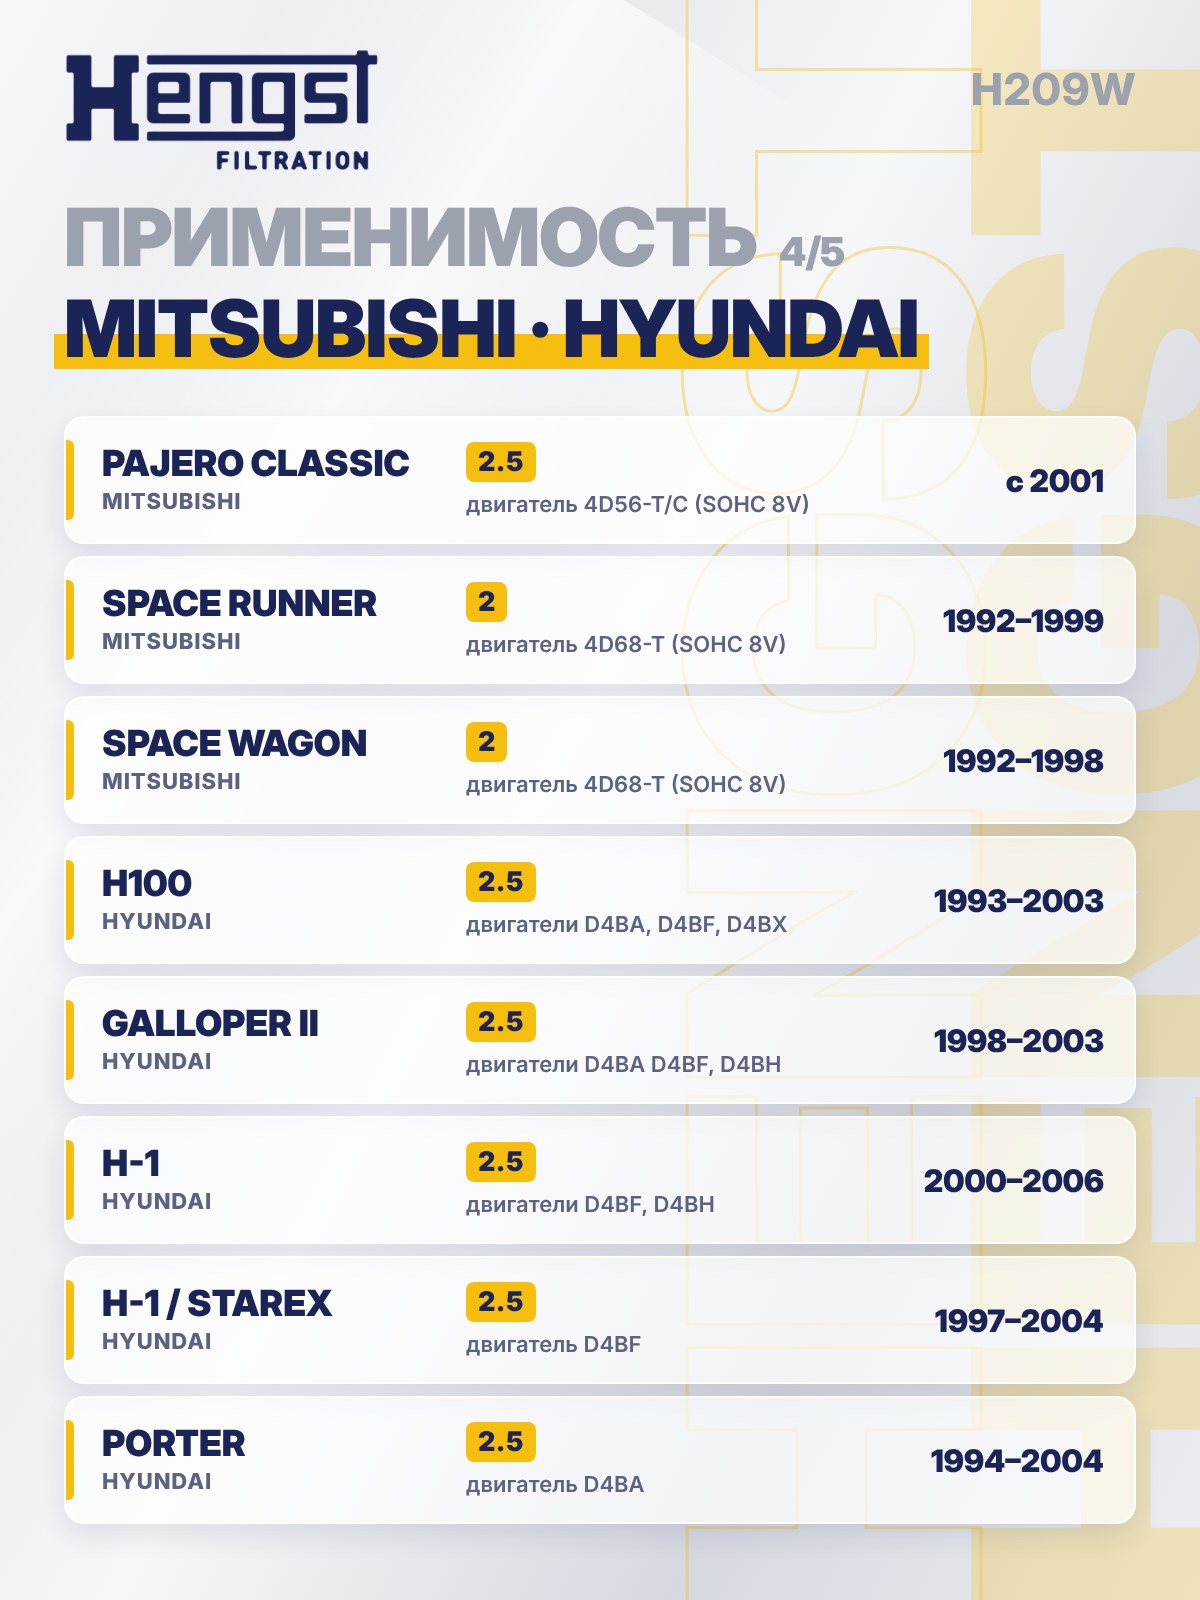 Hengst
FILTRATION
H209W
ПРИМЕНИМОСТЬ 4/5
MITSUBISHI · HYUNDAI
PAJERO CLASSIC
MITSUBISHI
2.5
двигатель 4D56-T/C (SOHC 8V)
с 2001
SPACE RUNNER
MITSUBISHI
2
двигатель 4D68-T (SOHC 8V)
1992–1999
SPACE WAGON
MITSUBISHI
2
двигатель 4D68-T (SOHC 8V)
1992–1998
H100
HYUNDAI
2.5
двигатели D4BA, D4BF, D4BX
1993–2003
GALLOPER II
HYUNDAI
2.5
двигатели D4BA D4BF, D4BH
1998–2003
H-1
HYUNDAI
2.5
двигатели D4BF, D4BH
2000–2006
H-1 / STAREX
HYUNDAI
2.5
двигатель D4BF
1997–2004
PORTER
HYUNDAI
2.5
двигатель D4BA
1994–2004
HENGST
HENGST